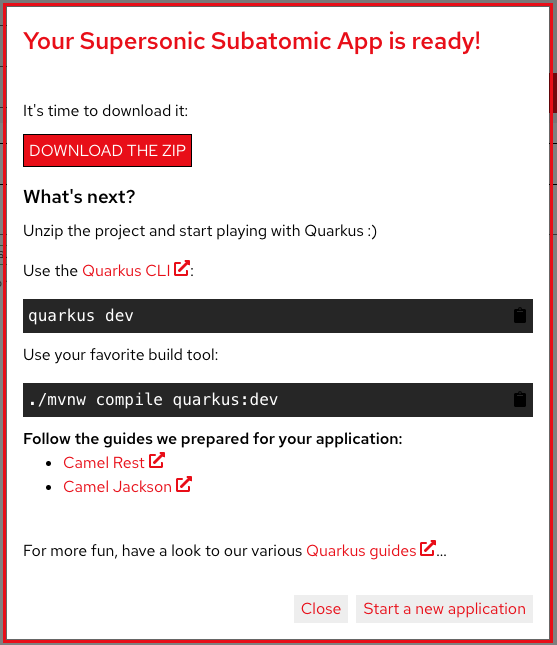 Your Supersonic Subatomic App is ready!
It's time to download it:
DOWNLOAD THE ZIP
What's next?
Unzip the project and start playing with Quarkus :)
Use the Quarkus CLI:
quarkus dev
Use your favorite build tool:
./mvnw compile quarkus:dev
Follow the guides we prepared for your application:
Camel Rest
Camel Jackson
For more fun, have a look to our various Quarkus guides...
Close Start a new application